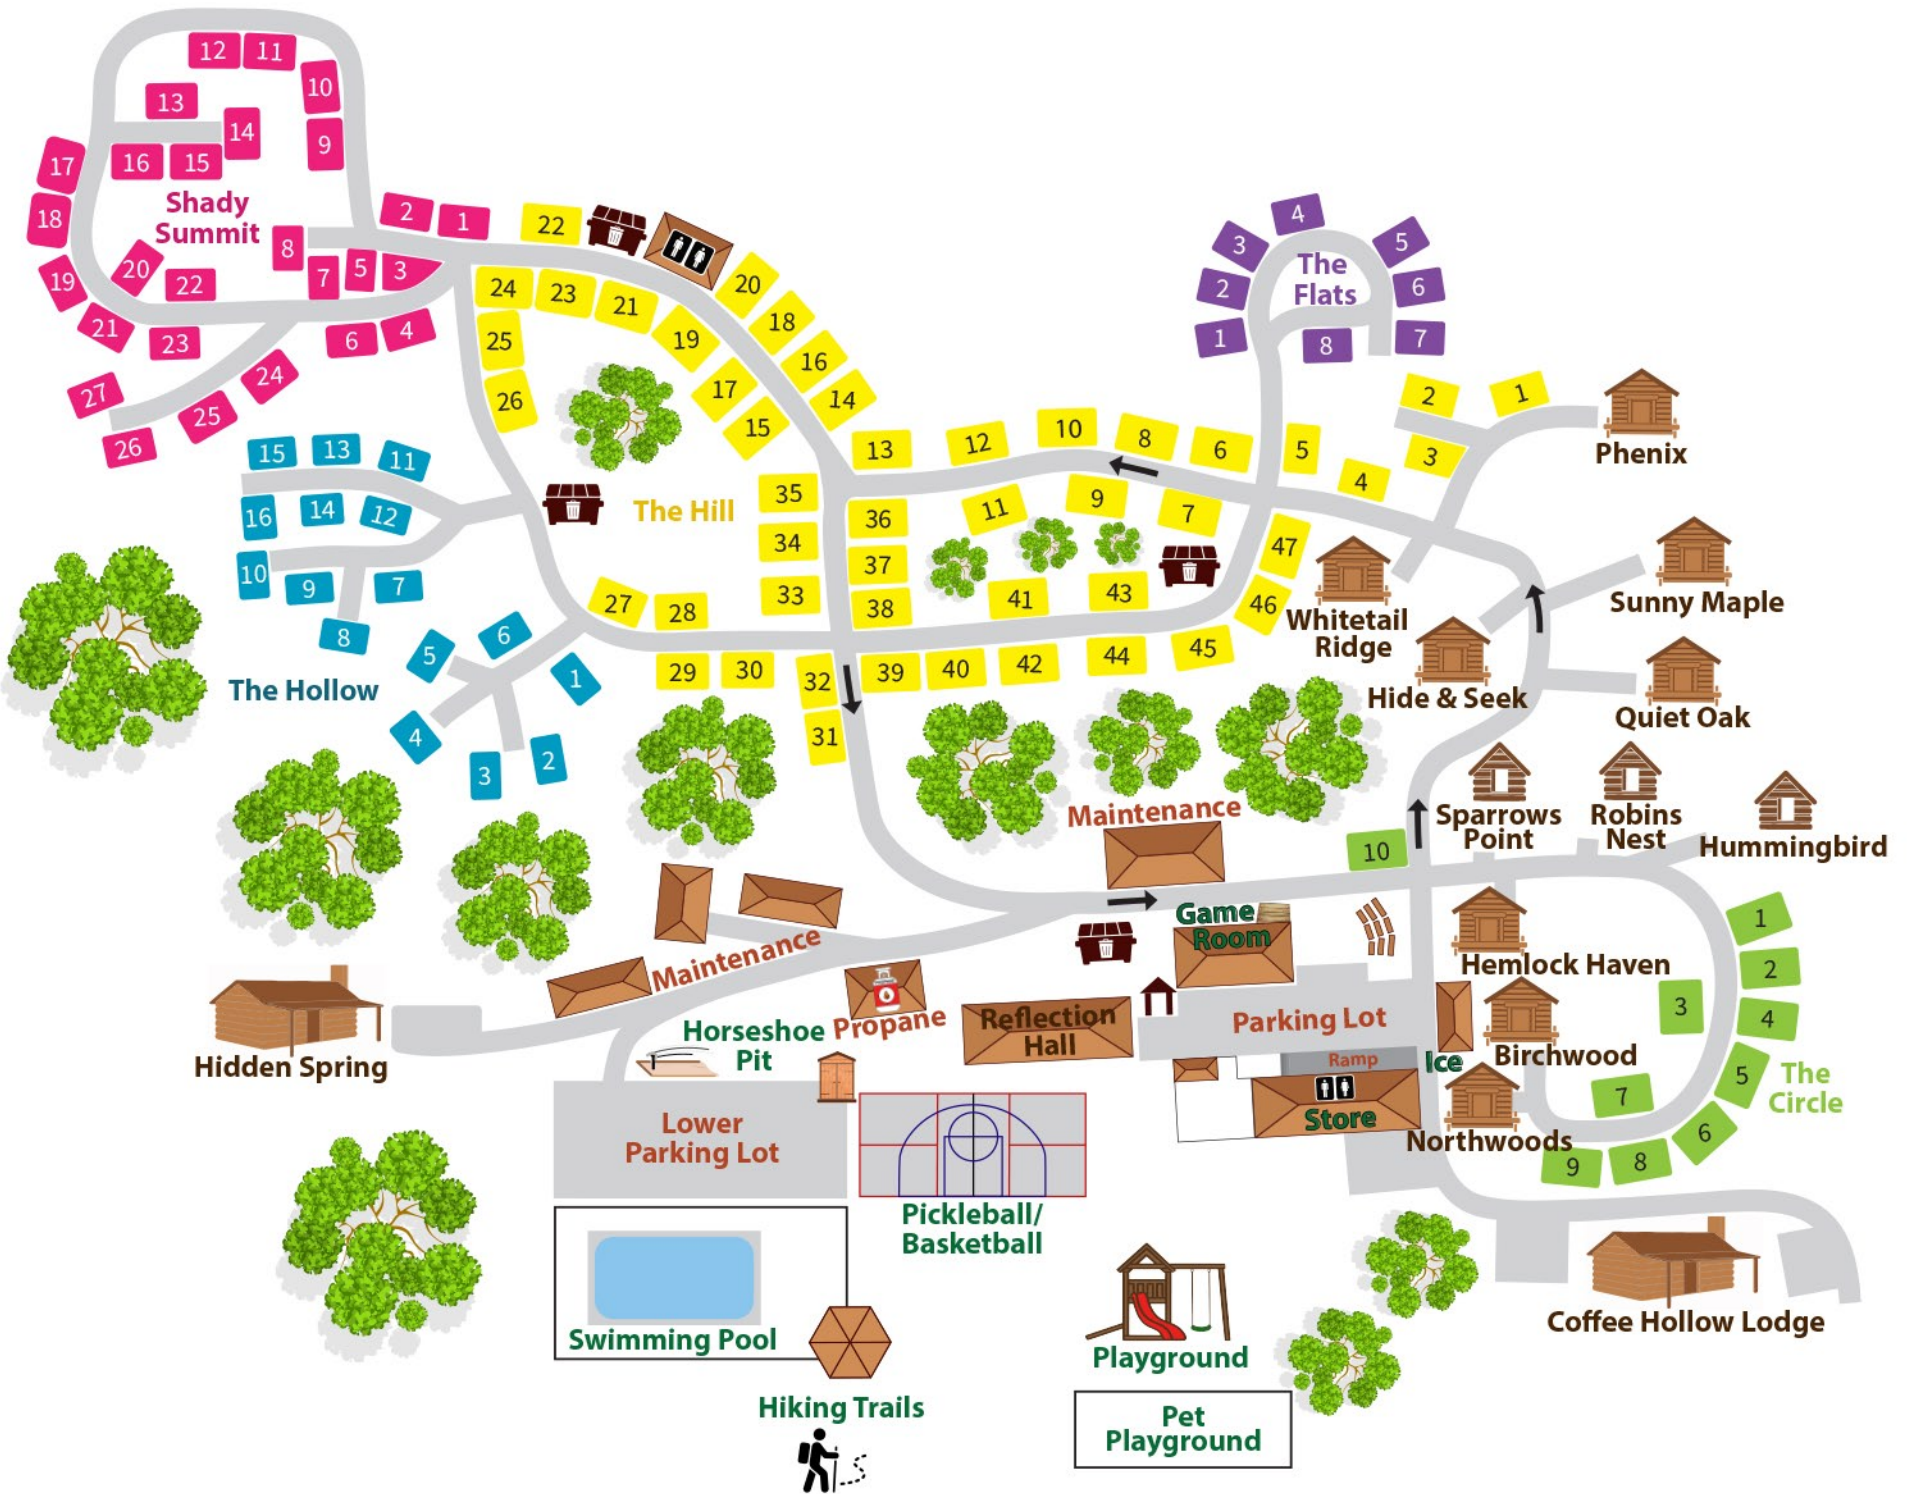 12
11
10
13
14
9
16
15
17
Shady
Summit
18
2
1
8
7
5
3
20
22
19
21
23
6
4
24
27
25
26
22
20
24
23
21
18
25
19
16
26
17
14
15
13
12
10
8
6
5
4
The Hill
35
36
11
9
7
34
37
47
33
38
41
43
46
27
28
29
30
32
39
40
42
44
45
31
4
3
5
The
Flats
2
6
1
8
7
2
1
3
Phenix
15
13
11
16
14
12
10
9
7
8
6
5
1
The Hollow
4
3
2
Whitetail
Ridge
Sunny Maple
Hide & Seek
Quiet Oak
Sparrows
Point
Robins
Nest
Hummingbird
Maintenance
10
Game
Room
Hemlock Haven
1
2
3
4
5
The
Circle
7
6
9
8
Maintenance
Hidden Spring
Horseshoe
Pit
Propane
Reflection
Hall
Parking Lot
Ramp
Ice
Birchwood
Store
Northwoods
Lower
Parking Lot
Pickleball/
Basketball
Swimming Pool
Playground
Coffee Hollow Lodge
Hiking Trails
Pet
Playground